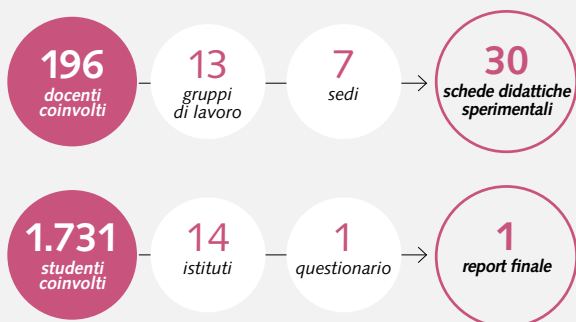 196
docenti
coinvolti
13
gruppi
di lavoro
7
sedi
30
schede didattiche
sperimentali
1.731
studenti
coinvolti
14
istituti
1
questionario
1
report finale